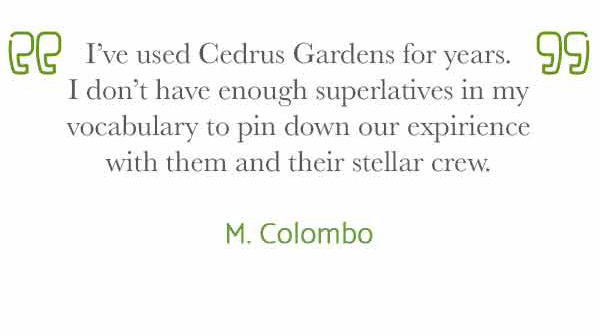 I’ve used Cedrus Gardens for years.
I don’t have enough superlatives in my
vocabulary to pin down our expirience
with them and their stellar crew.
M. Colombo